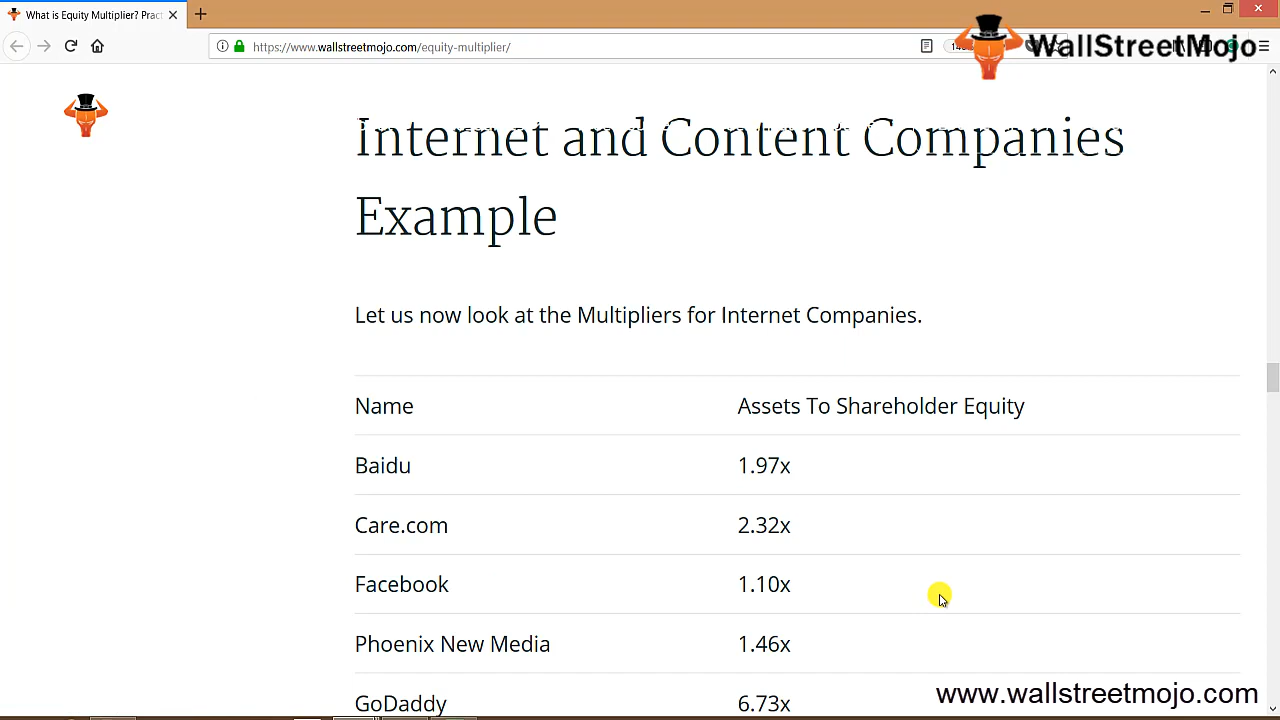 What is Equity Multiplier? Pract
https://www.wallstreetmojo.com/equity-multiplier/
WallStreetMojo
Internet and Content Companies
Example
Let us now look at the Multipliers for Internet Companies.
Name Assets To Shareholder Equity
Baidu 1.97x
Care.com 2.32x
Facebook 1.10x
Phoenix New Media 1.46x
GoDaddy 6.73x
www.wallstreetmojo.com